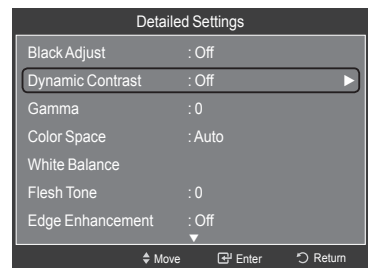 Detailed Settings
Black Adjust : Off
Dynamic Contrast : Off
Gamma : 0
Color Space : Auto
White Balance
Flesh Tone : 0
Edge Enhancement : Off
Move Enter Return